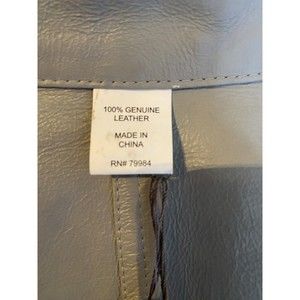 100% GENUINE
LEATHER
MADE IN
CHINA
RN# 79984